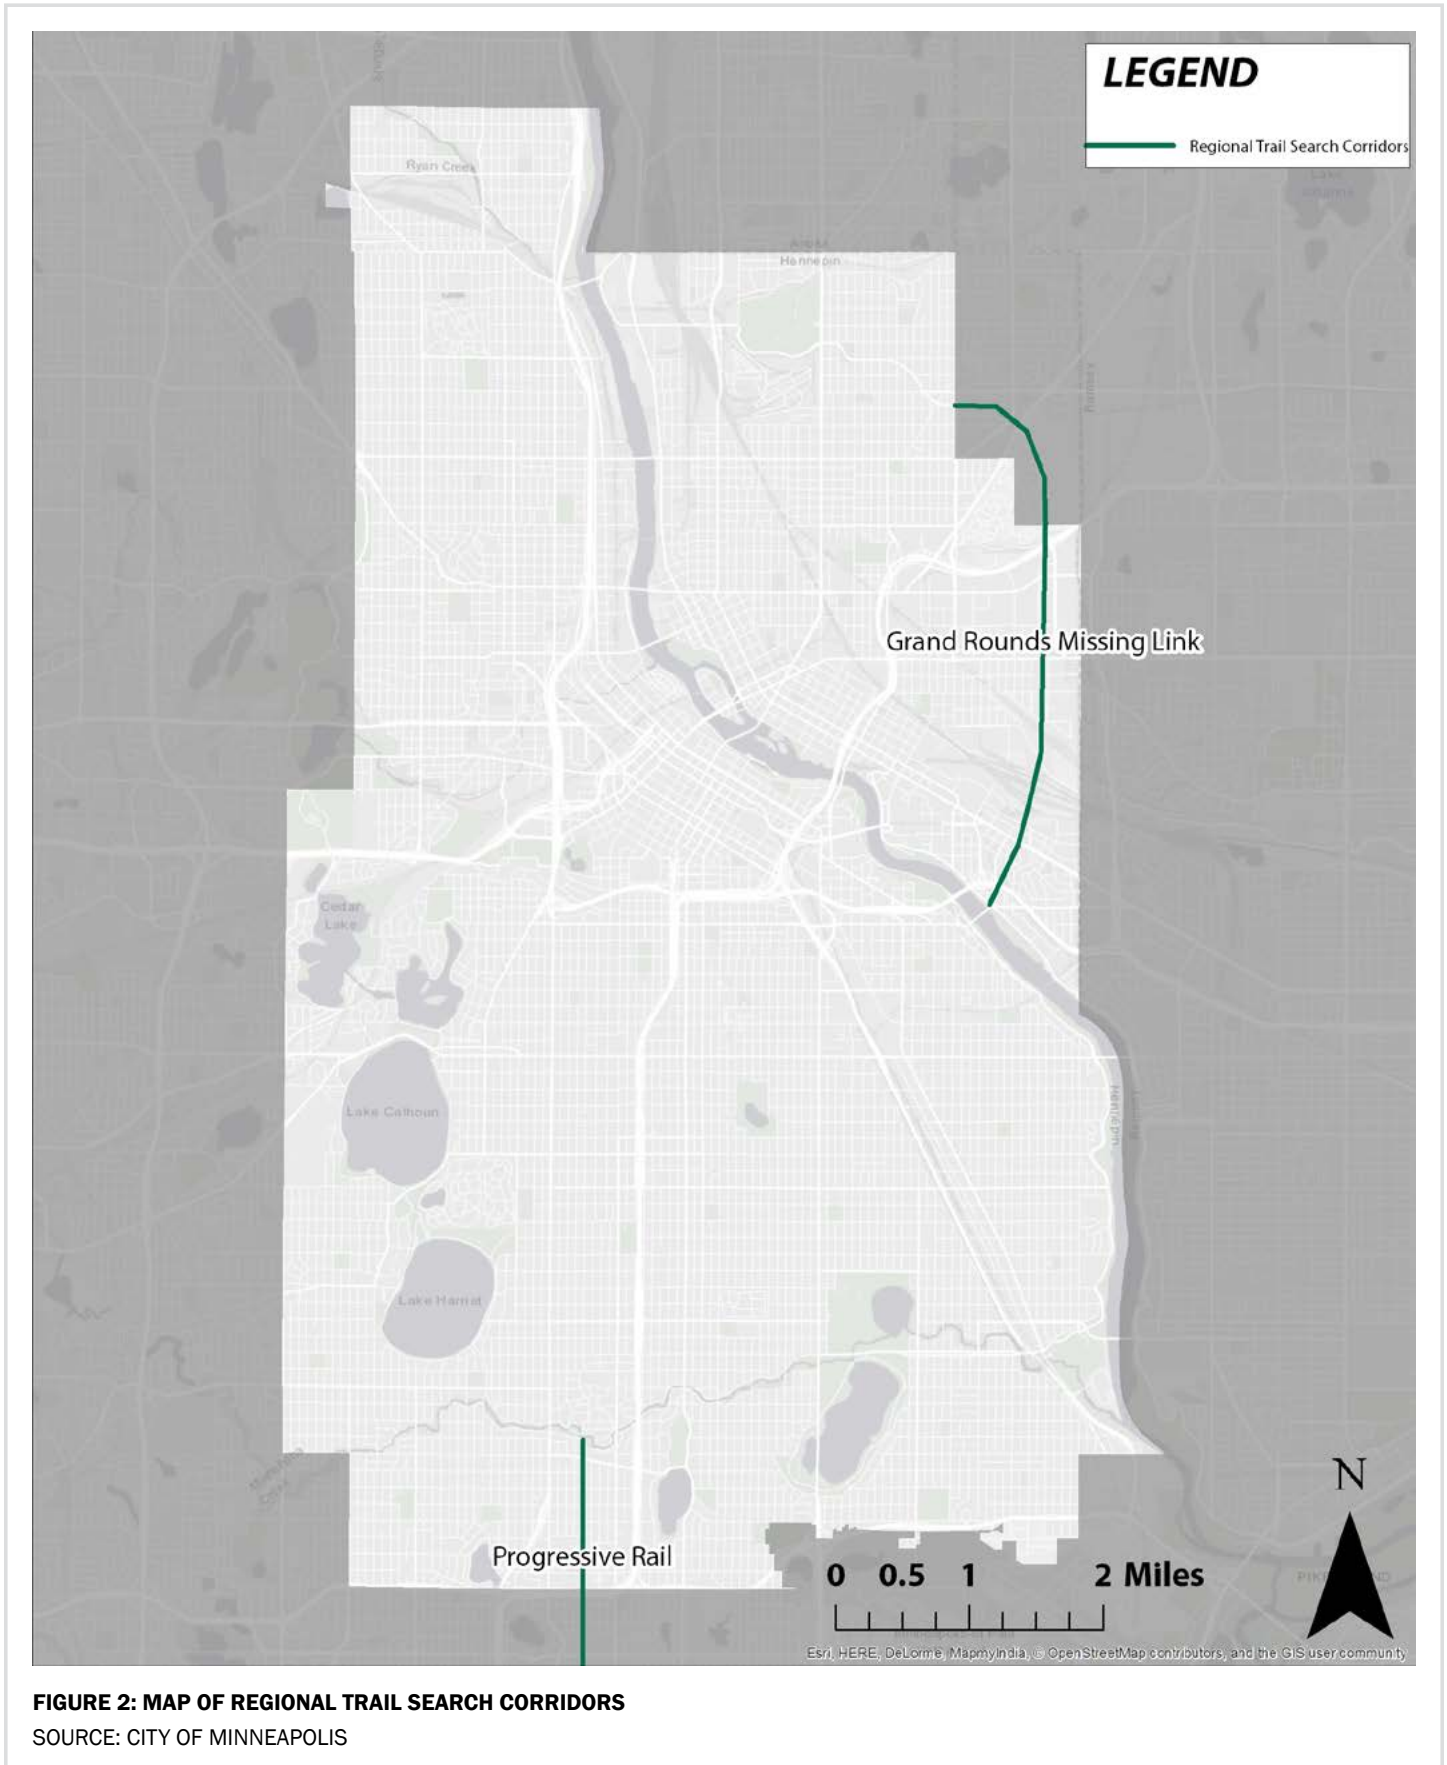 LEGEND
Regional Trail Search Corridors
Ryan Creek
Hennepin
Ramsey
Grand Rounds Missing Link
Cedar
Lake
Lake Calhoun
Hennepin
Ramsey
Lake Harriet
Progressive Rail
N
0 0.5 1 2 Miles
Esri, HERE, DeLorme, MapmyIndia, © OpenStreetMap contributors, and the GIS user community
FIGURE 2: MAP OF REGIONAL TRAIL SEARCH CORRIDORS
SOURCE: CITY OF MINNEAPOLIS